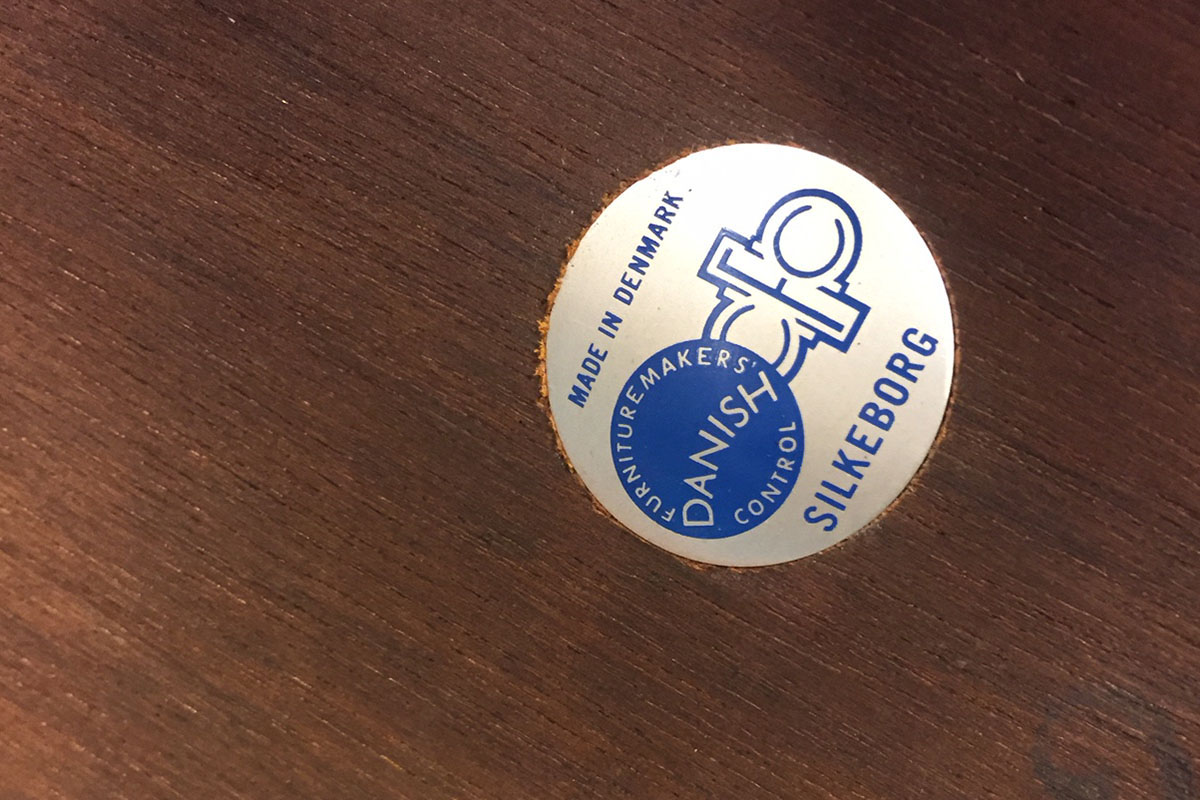 MADE IN DENMARK
FURNITUREMAKERS'
DANISH
CONTROL
SILKEBORG